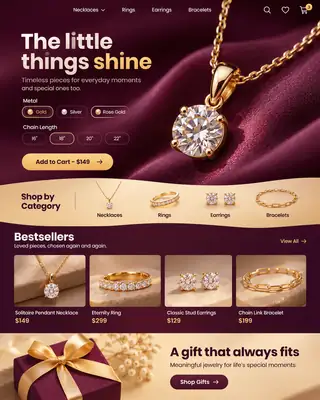 Necklaces
Rings
Earrings
Bracelets
2
The little
things shine
Timeless pieces for everyday moments
and special ones too.
Metal
Gold
Silver
Rose Gold
Chain Length
16"
18"
20"
22"
Add to Cart - $149 →
Shop by
Category
Necklaces
Rings
Earrings
Bracelets
Bestsellers
Loved pieces, chosen again and again.
View All →
Solitaire Pendant Necklace
$149
Eternity Ring
$299
Classic Stud Earrings
$129
Chain Link Bracelet
$199
A gift that always fits
Meaningful jewelry for life's special moments
Shop Gifts →